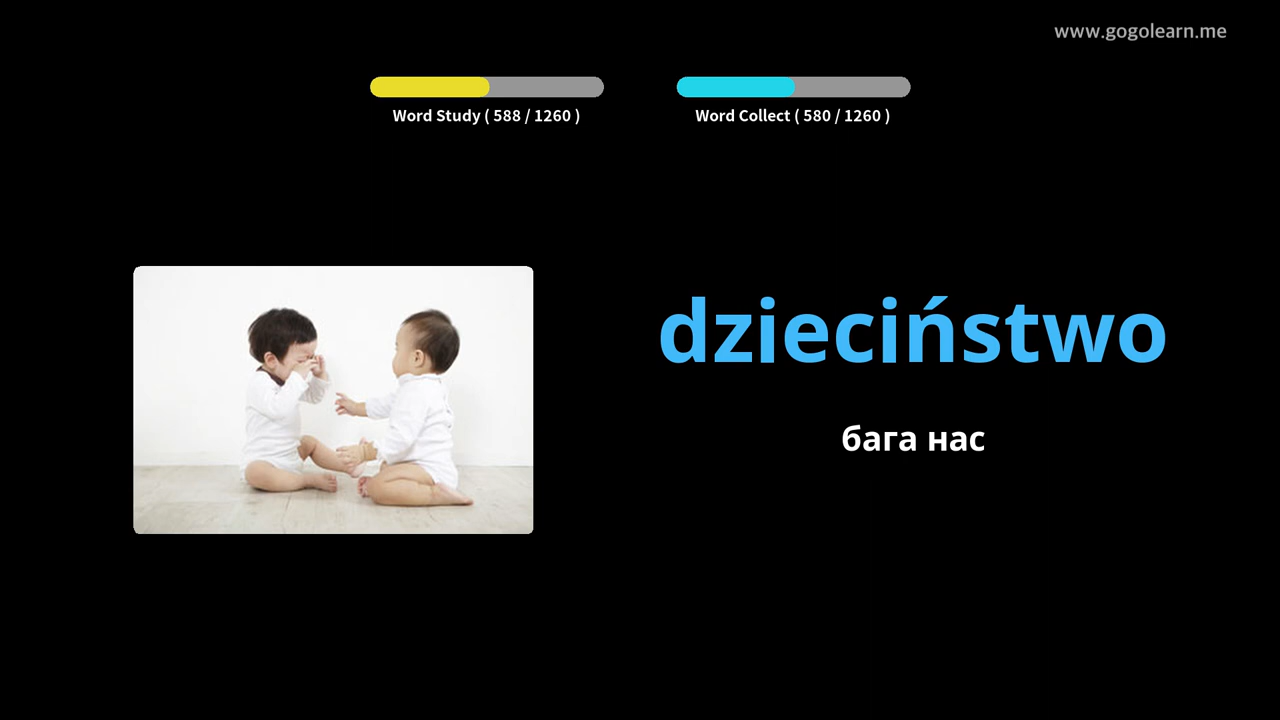 www.gogolearn.me
Word Study ( 588 / 1260 )
Word Collect ( 580 / 1260 )
dzieciństwo
бага нас